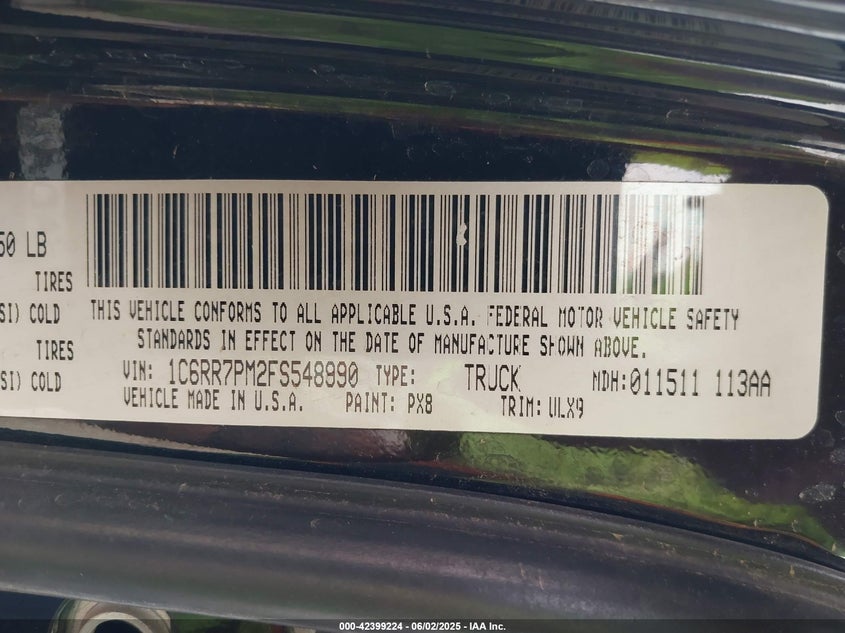 50 LB
TIRES
SI) COLD
TIRES
SI) COLD
THIS VEHICLE CONFORMS TO ALL APPLICABLE U.S.A. FEDERAL MOTOR VEHICLE SAFETY
STANDARDS IN EFFECT ON THE DATE OF MANUFACTURE SHOWN ABOVE.
VIN: 1C6RR7PM2FS548990 TYPE: TRUCK MDH:011511 113AA
VEHICLE MADE IN U.S.A. PAINT: PX8 TRIM: ULX9
000-42399224 - 06/02/2025 - IAA Inc.